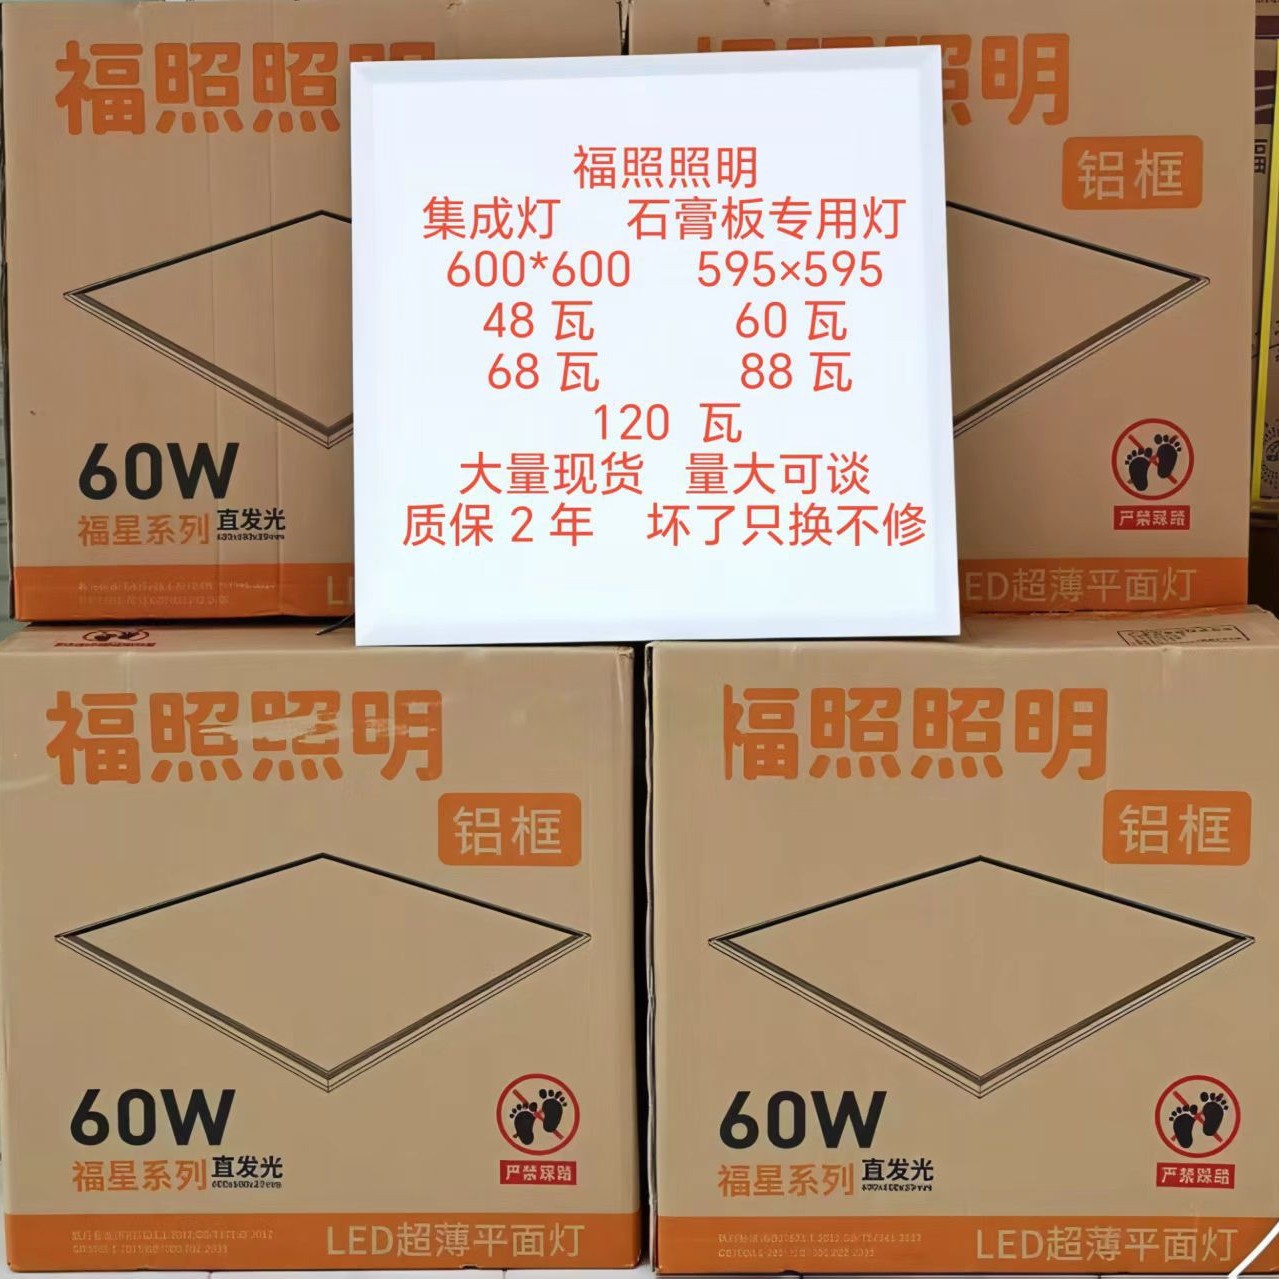 福照照
照明
铝框
福照照明
集成灯 石膏板专用灯
600*600 595×595
48 瓦 60 瓦
68 瓦 88 瓦
120 瓦
大量现货 量大可谈
质保 2 年 坏了只换不修
60W
福星系列 直发光
严禁踩踏
ED超薄平面灯
福照照明
铝框
60W
福星系列 直发光
严禁踩踏
LED超薄平面灯
福照照明
铝框
60W
福星系列 直发光
严禁踩踏
LED超薄平面灯